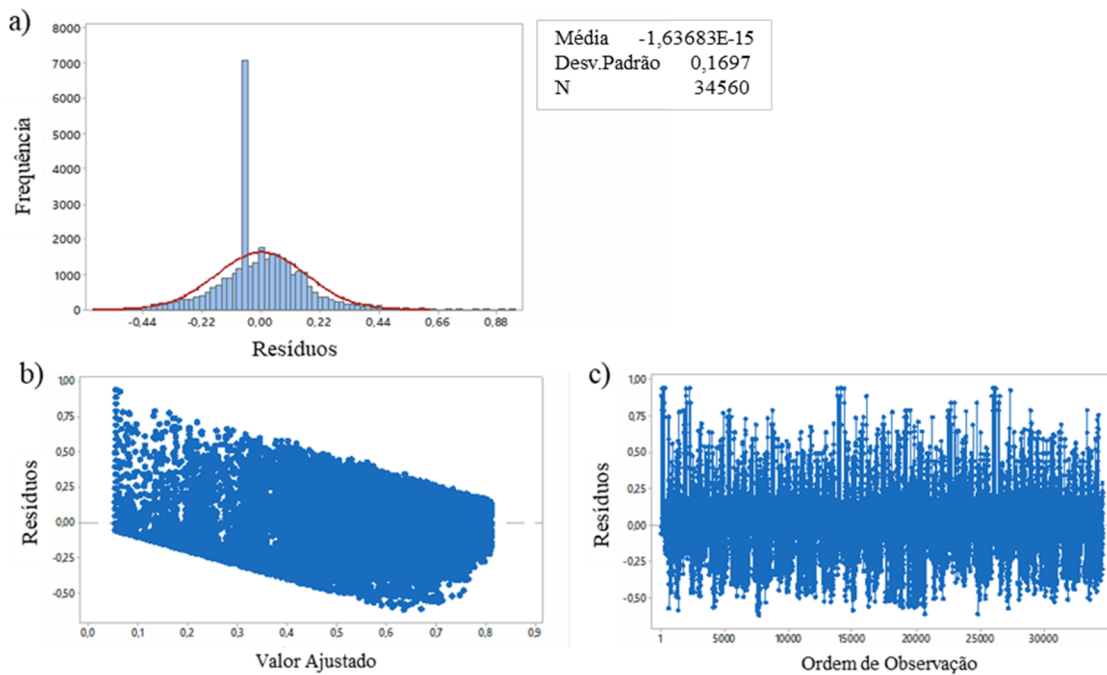 a)
8000
7000
6000
5000
4000
3000
2000
1000
0
Frequência
-0,44 -0,22 0,00 0,22 0,44 0,66 0,88
Resíduos
Média -1,63683E-15
Desv.Padrão 0,1697
N 34560
b)
1,00
0,75
0,50
0,25
0,00
-0,25
-0,50
Resíduos
0,0 0,1 0,2 0,3 0,4 0,5 0,6 0,7 0,8 0,9
Valor Ajustado
c)
1,00
0,75
0,50
0,25
0,00
-0,25
-0,50
Resíduos
1 5000 10000 15000 20000 25000 30000
Ordem de Observação